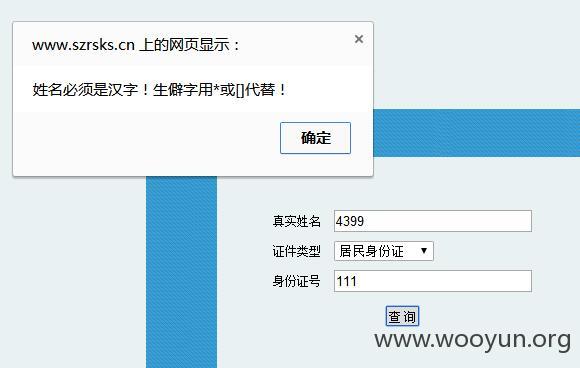 www.szrsks.cn 上的网页显示：
姓名必须是汉字！生僻字用*或[]代替！
确定
真实姓名 4399
证件类型 居民身份证
身份证号 111
查 询
www.wooyun.org